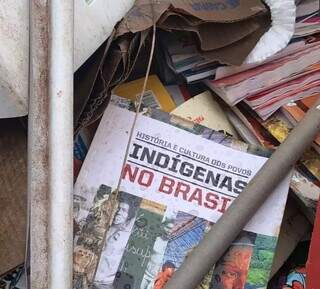 HISTÓRIA E CULTURA DOS POVOS
INDÍGENAS
NO BRASIL